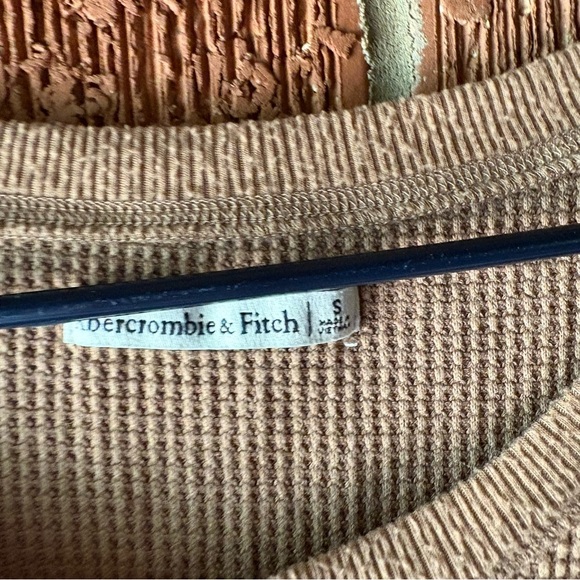 Abercrombie & Fitch | S